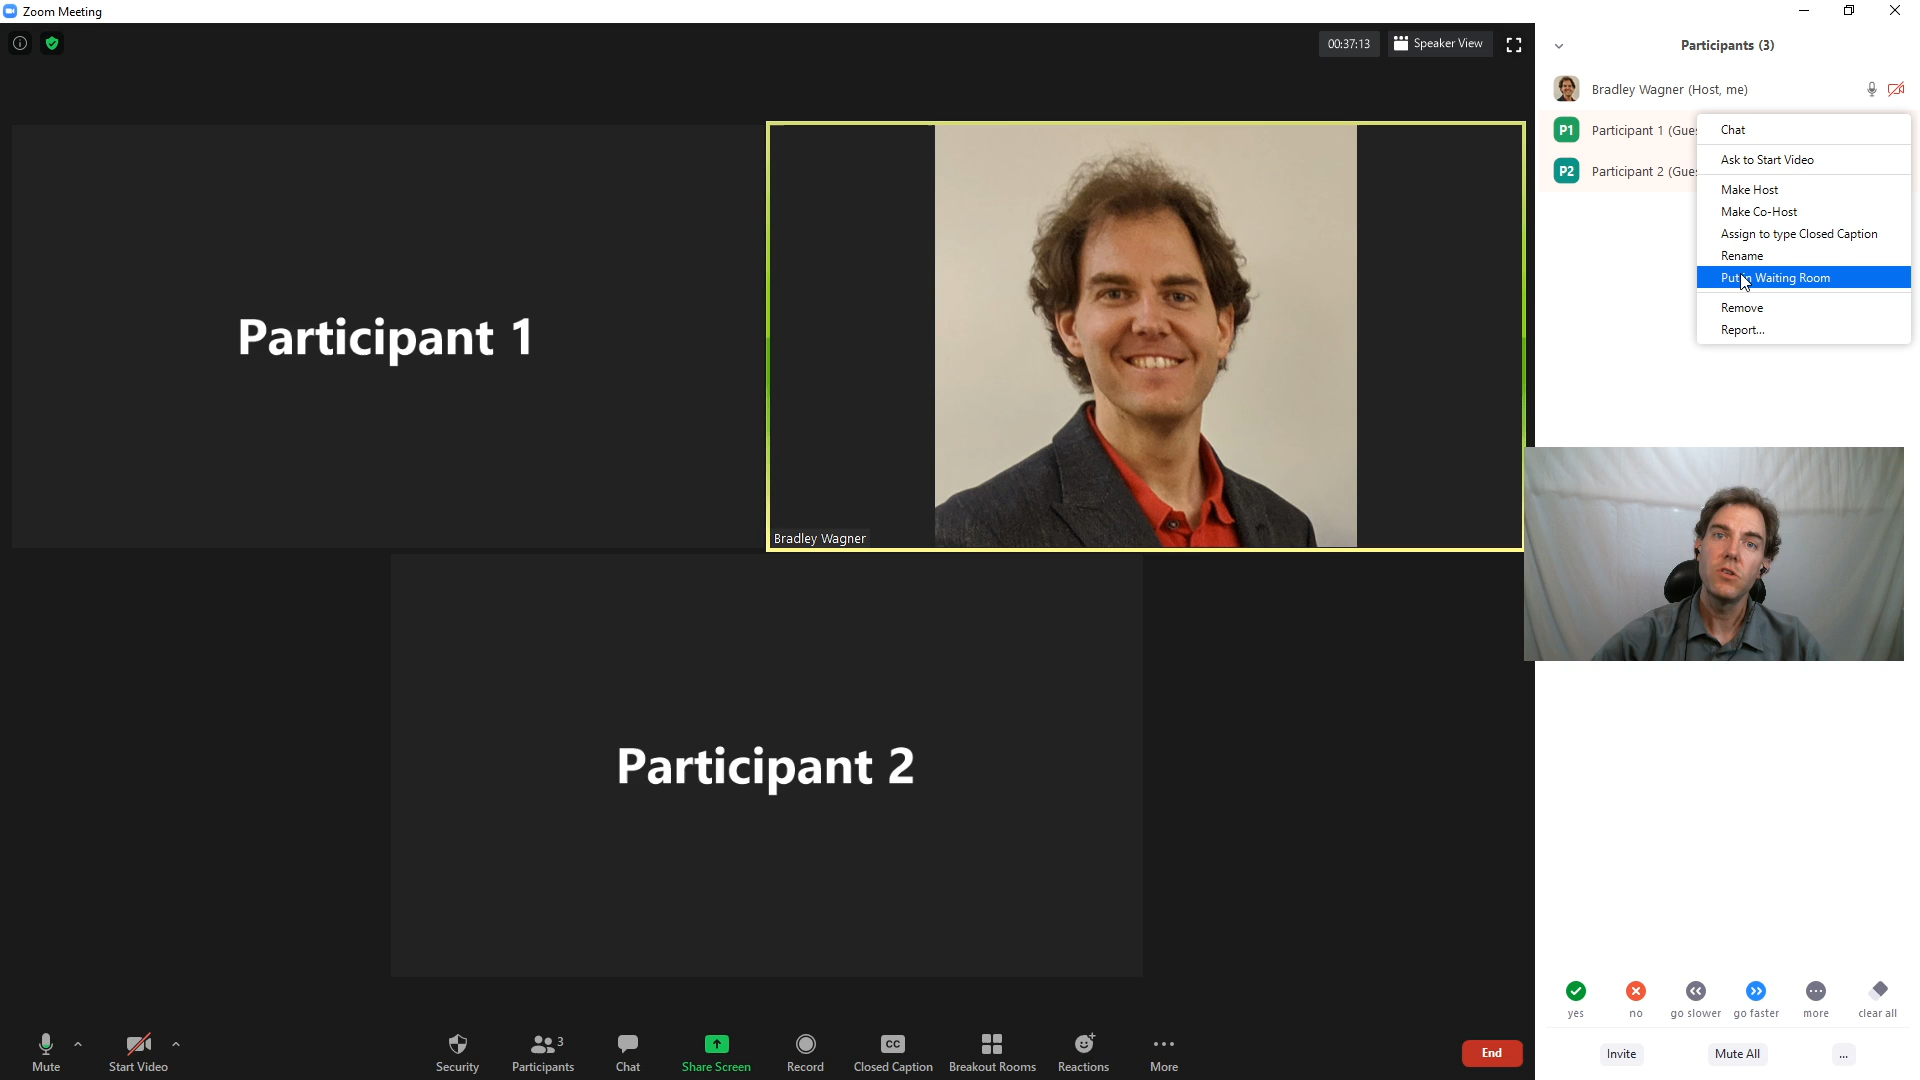 Zoom Meeting
00:37:13
Speaker View
Participants (3)
Bradley Wagner (Host, me)
P1 Participant 1 (Gues
P2 Participant 2 (Gues
Chat
Ask to Start Video
Make Host
Make Co-Host
Assign to type Closed Caption
Rename
Waiting Room
Remove
Report...
Participant 1
Bradley Wagner
Participant 2
yes
no
go slower
go faster
more
clear all
Invite
Mute All
...
Mute
Start Video
Security
3
Participants
Chat
Share Screen
Record
CC
Closed Caption
Breakout Rooms
Reactions
More
End